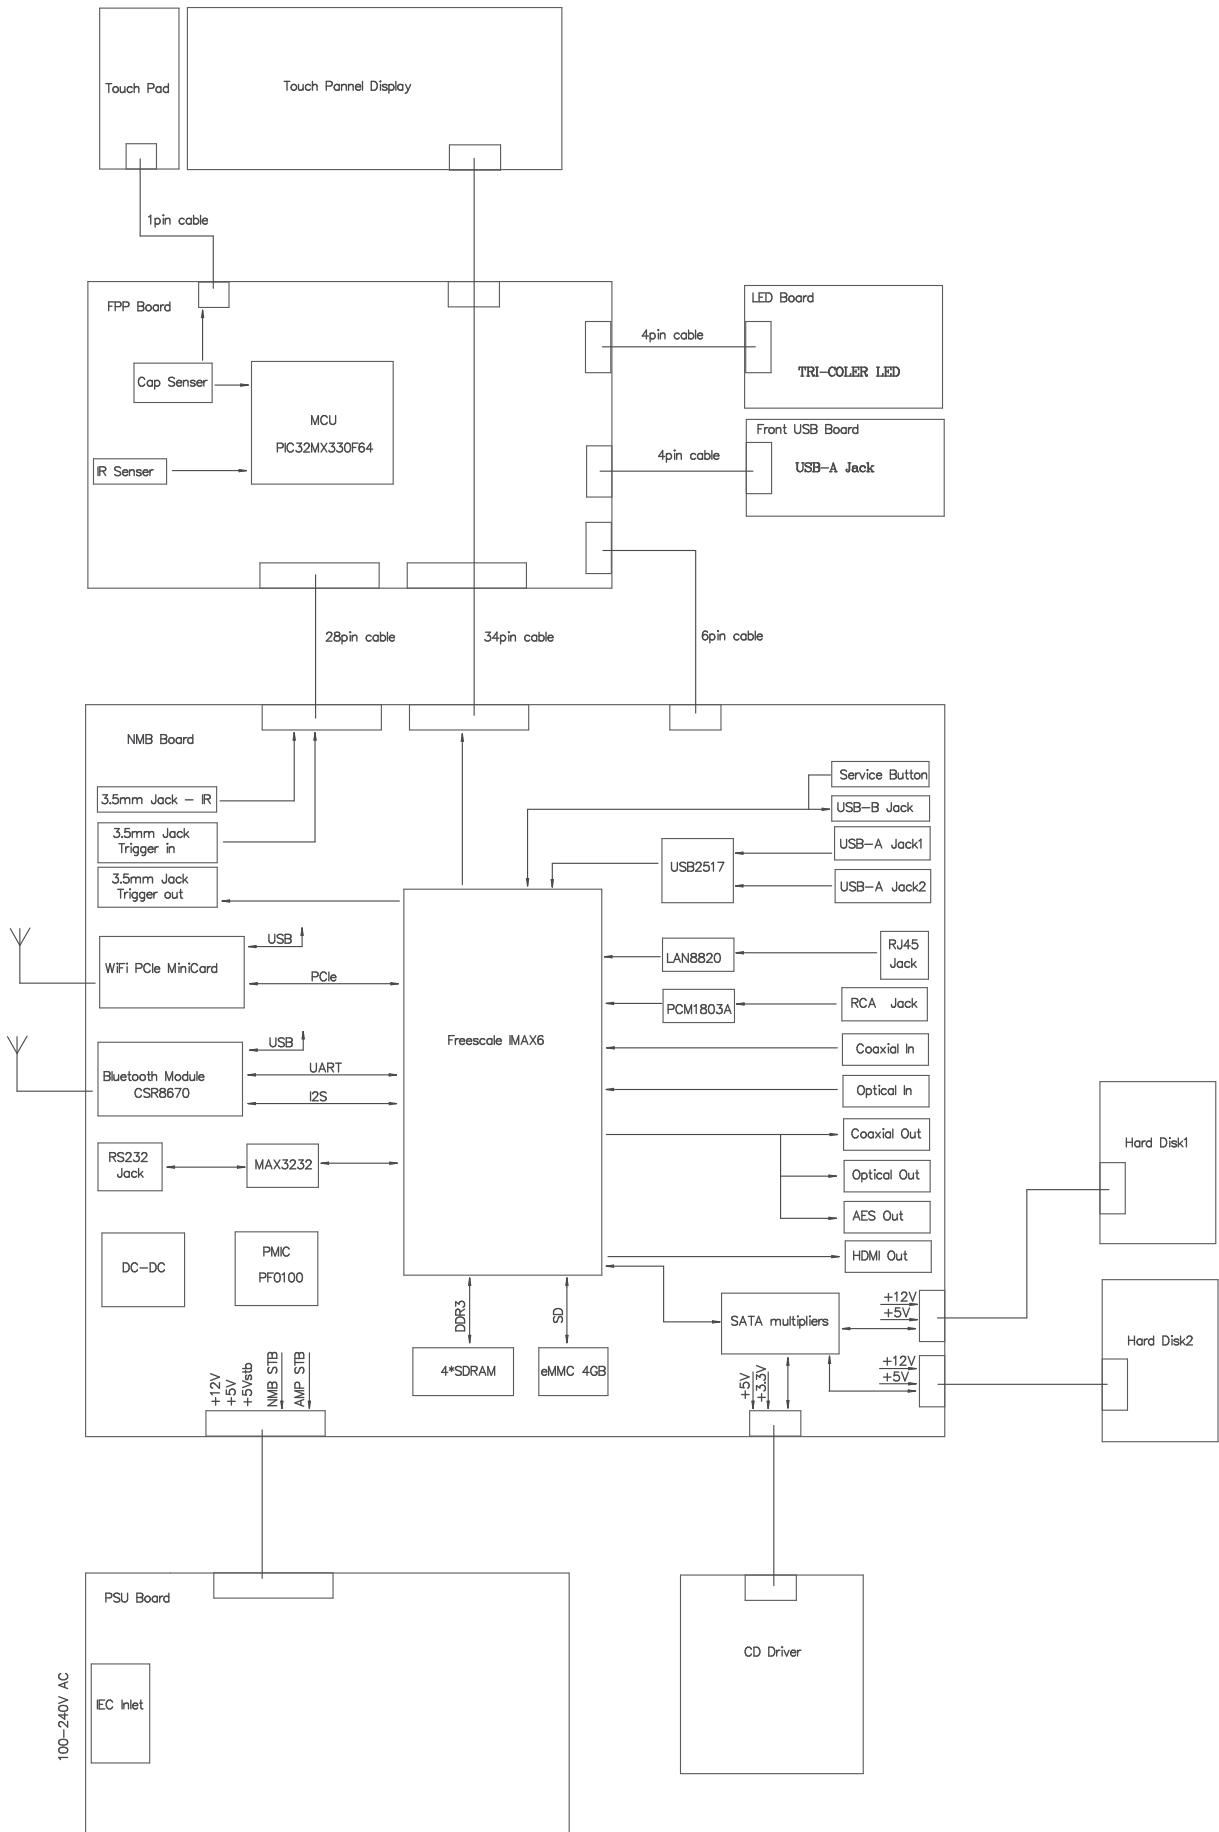 Touch Pad
Touch Pannel Display
1pin cable
FPP Board
Cap Senser
MCU
PIC32MX330F64
IR Senser
4pin cable
LED Board
TRI-COLER LED
4pin cable
Front USB Board
USB-A Jack
28pin cable
34pin cable
6pin cable
NMB Board
3.5mm Jack - IR
3.5mm Jack
Trigger in
3.5mm Jack
Trigger out
Service Button
USB-B Jack
USB2517
USB-A Jack1
USB-A Jack2
WiFi PCIe MiniCard
USB
PCIe
LAN8820
RJ45
Jack
PCM1803A
RCA Jack
Freescale IMAX6
Bluetooth Module
CSR8670
USB
UART
I2S
Coaxial In
Optical In
Coaxial Out
Optical Out
AES Out
HDMI Out
RS232
Jack
MAX3232
DC-DC
PMIC
PF0100
DDR3
SD
4*SDRAM
eMMC 4GB
SATA multipliers
+12V
+5V
+12V
+5V
Hard Disk1
Hard Disk2
+12V
+5V
+5Vstb
NMB STB
AMP STB
+5V
+3.3V
PSU Board
IEC Inlet
100-240V AC
CD Driver